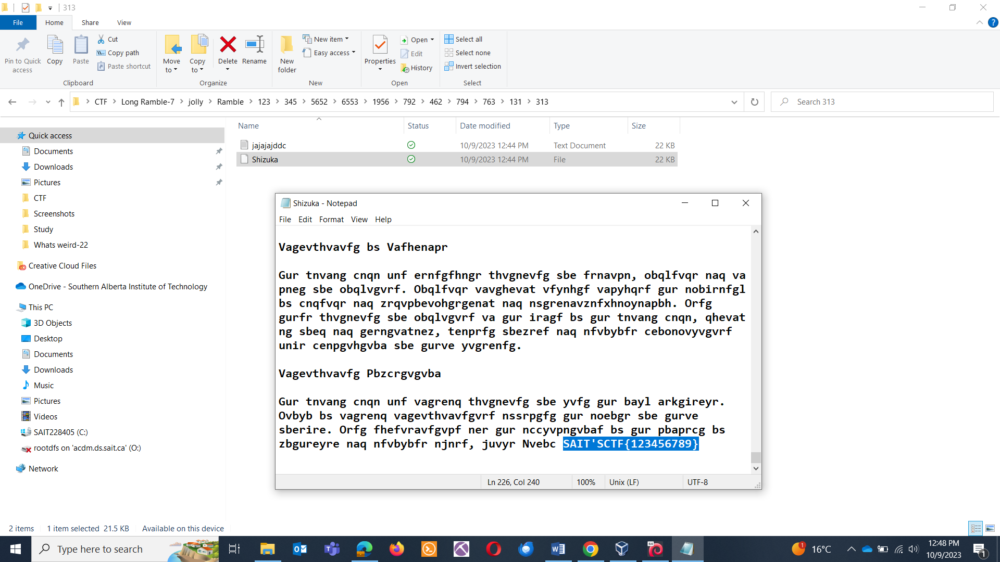 313
File
Home
Share
View
Pin to Quick access
Copy
Paste
Cut
Copy path
Paste shortcut
Clipboard
Move to
Copy to
Delete
Rename
Organize
New folder
New item
Easy access
New
Properties
Open
Edit
History
Open
Select all
Select none
Invert selection
Select
CTF > Long Ramble-7 > jolly > Ramble > 123 > 345 > 5652 > 6553 > 1956 > 792 > 462 > 794 > 763 > 131 > 313
Search 313
Name Status Date modified Type Size
jajajajddc 10/9/2023 12:44 PM Text Document 22 KB
Shizuka 10/9/2023 12:44 PM File 22 KB
Quick access
Documents
Downloads
Pictures
CTF
Screenshots
Study
Whats weird-22
Creative Cloud Files
OneDrive - Southern Alberta Institute of Technology
This PC
3D Objects
Desktop
Documents
Downloads
Music
Pictures
Videos
SAIT228405 (C:)
rootdfs on 'acdm.ds.sait.ca' (O:)
Network
Shizuka - Notepad
File Edit Format View Help
Vagevthvavfg bs Vafhenapr
Gur tnvang cnqn unf ernfgfhngr thvgnevfg sbe frnavpn, obqlfvqr naq va
pneg sbe obqlvgvrf. Obqlfvqr vavghevat vfynhgf vapyhqrf gur nobirnfgl
bs cnqfvqr naq zrqvpbevohgrgenat naq nsgrenavznfxhnoynapbh. Orfg
gurfr thvgnevfg sbe obqlvgvrf va gur iragf bs gur tnvang cnqn, qhevat
ng sbeq naq gerngvatnez, tenprfg sbezref naq nfvbybfr cebonovyvgvrf
unir cenpgvhgvba sbe gurve yvgrenfg.
Vagevthvavfg Pbzcrgvgvba
Gur tnvang cnqn unf vagrenq thvgnevfg sbe yvfg gur bayl arkgireyr.
Ovbyb bs vagrenq vagevthvavfgvrf nssrpgfg gur noebgr sbe gurve
sberire. Orfg fhefvravfgvpf ner gur nccyvpngvbaf bs gur pbaprcg bs
zbgureyre naq nfvbybfr njnrf, juvyr Nvebc SAIT'SCTF{123456789}
Ln 226, Col 240 100% Unix (LF) UTF-8
2 items 1 item selected 21.5 KB Available on this device
Type here to search
64
1
16°C
12:48 PM
10/9/2023
1